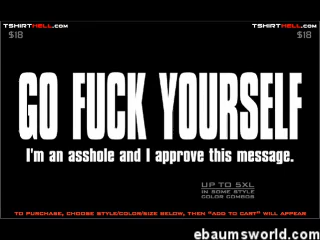 TSHIRTHELL.COM TSHIRTHELL.COM
$18 $18
GO FUCK YOURSELF
I'm an asshole and I approve this message.
UP TO 5XL
IN SOME STYLE
COLOR COMBOS
TO PURCHASE, CHOOSE STYLE/COLOR/SIZE BELOW, THEN "ADD TO CART" WILL APPEAR
ebaumsworld.com